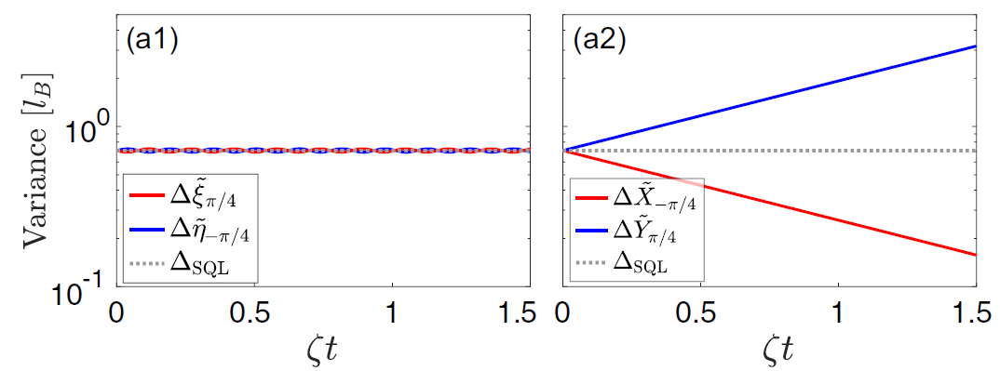 (a1)
(a2)
Variance [l_B]
10^0
10^-1
Δξ̃_π/4
Δη̃_−π/4
Δ_SQL
ΔX̃_−π/4
ΔỸ_π/4
Δ_SQL
0 0.5 1 1.5
0 0.5 1 1.5
ζt
ζt